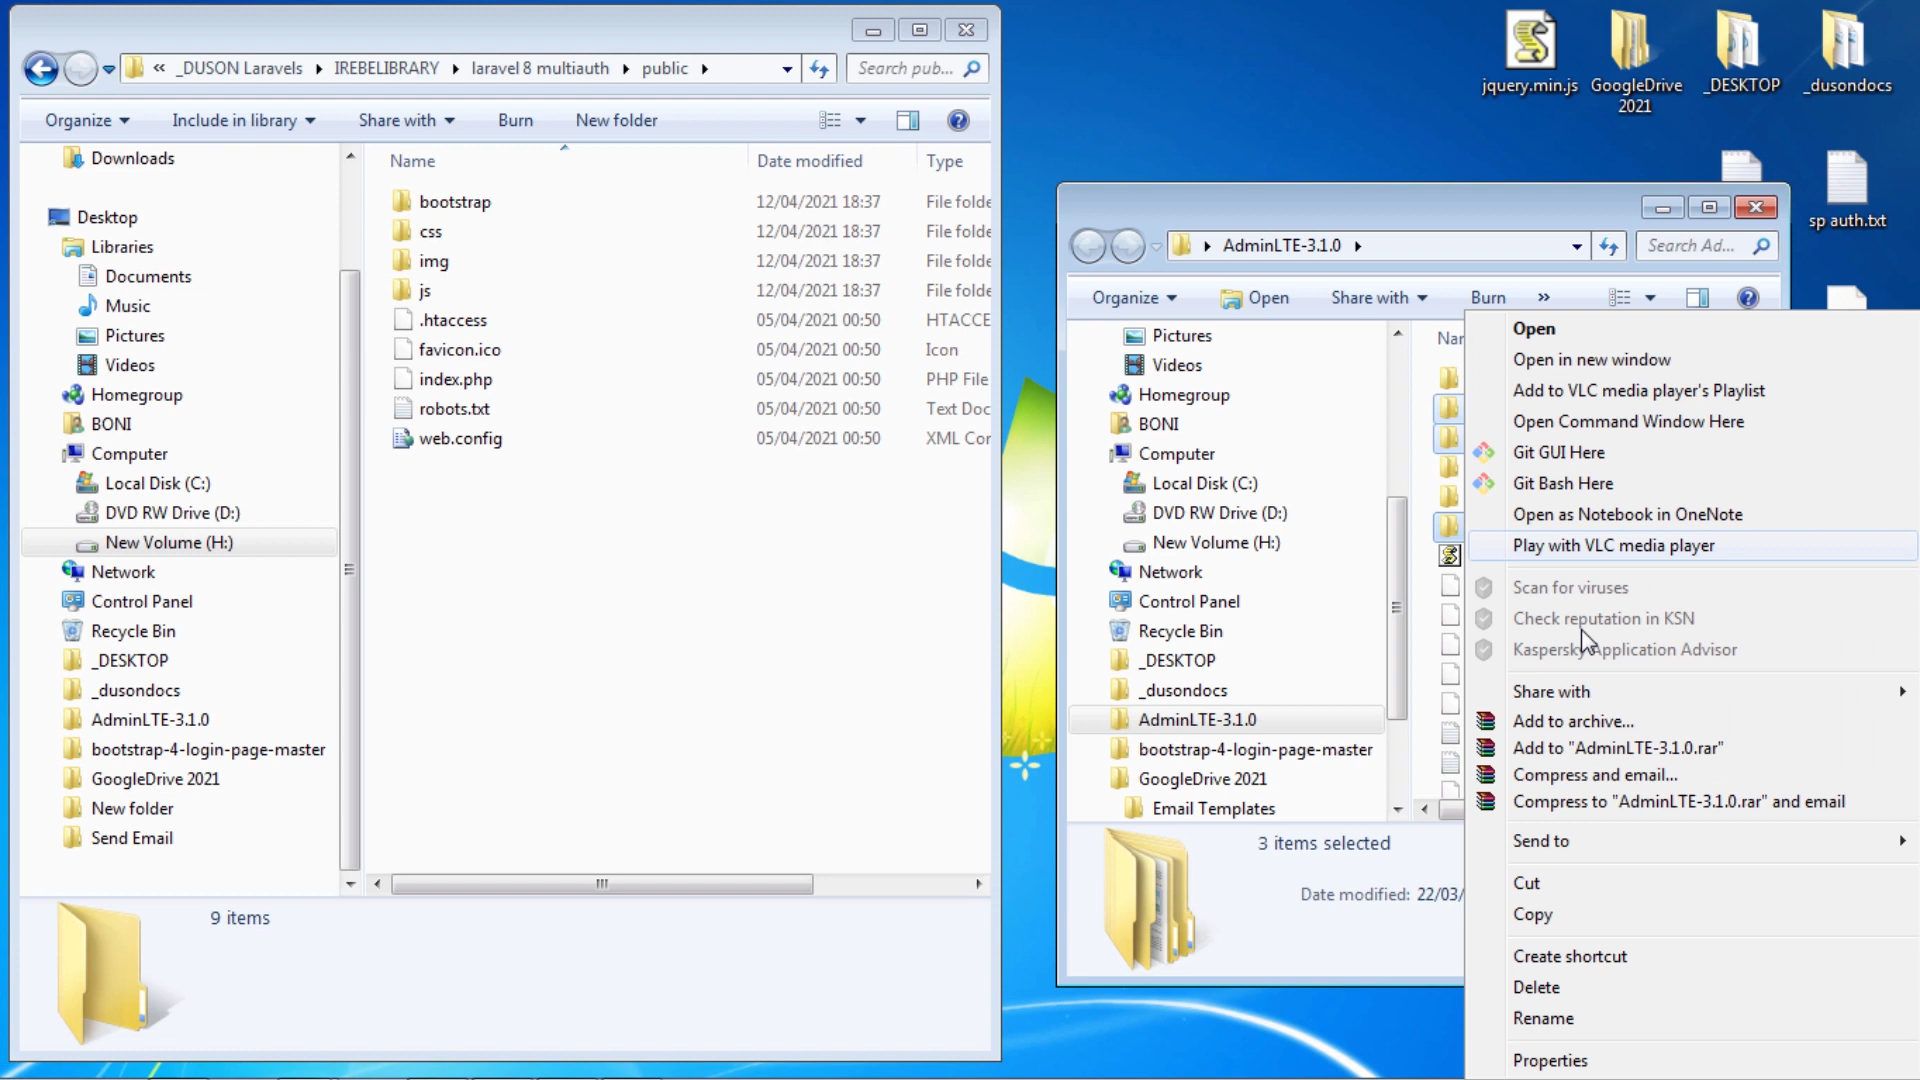 « _DUSON Laravels ▸ IREBELIBRARY ▸ laravel 8 multiauth ▸ public ▸
Search pub...
Organize
Include in library
Share with
Burn
New folder
Downloads
Desktop
Libraries
Documents
Music
Pictures
Videos
Homegroup
BONI
Computer
Local Disk (C:)
DVD RW Drive (D:)
New Volume (H:)
Network
Control Panel
Recycle Bin
_DESKTOP
_dusondocs
AdminLTE-3.1.0
bootstrap-4-login-page-master
GoogleDrive 2021
New folder
Send Email
Name Date modified Type
bootstrap 12/04/2021 18:37 File folde
css 12/04/2021 18:37 File folde
img 12/04/2021 18:37 File folde
js 12/04/2021 18:37 File folde
.htaccess 05/04/2021 00:50 HTACCE
favicon.ico 05/04/2021 00:50 Icon
index.php 05/04/2021 00:50 PHP File
robots.txt 05/04/2021 00:50 Text Doc
web.config 05/04/2021 00:50 XML Cor
9 items
jquery.min.js
GoogleDrive
2021
_DESKTOP
_dusondocs
sp auth.txt
▸ AdminLTE-3.1.0 ▸
Search Ad...
Organize
Open
Share with
Burn
»
Pictures
Videos
Homegroup
BONI
Computer
Local Disk (C:)
DVD RW Drive (D:)
New Volume (H:)
Network
Control Panel
Recycle Bin
_DESKTOP
_dusondocs
AdminLTE-3.1.0
bootstrap-4-login-page-master
GoogleDrive 2021
Email Templates
Nar
3 items selected
Date modified: 22/03/
Open
Open in new window
Add to VLC media player's Playlist
Open Command Window Here
Git GUI Here
Git Bash Here
Open as Notebook in OneNote
Play with VLC media player
Scan for viruses
Check reputation in KSN
Kaspersky Application Advisor
Share with
Add to archive...
Add to "AdminLTE-3.1.0.rar"
Compress and email...
Compress to "AdminLTE-3.1.0.rar" and email
Send to
Cut
Copy
Create shortcut
Delete
Rename
Properties